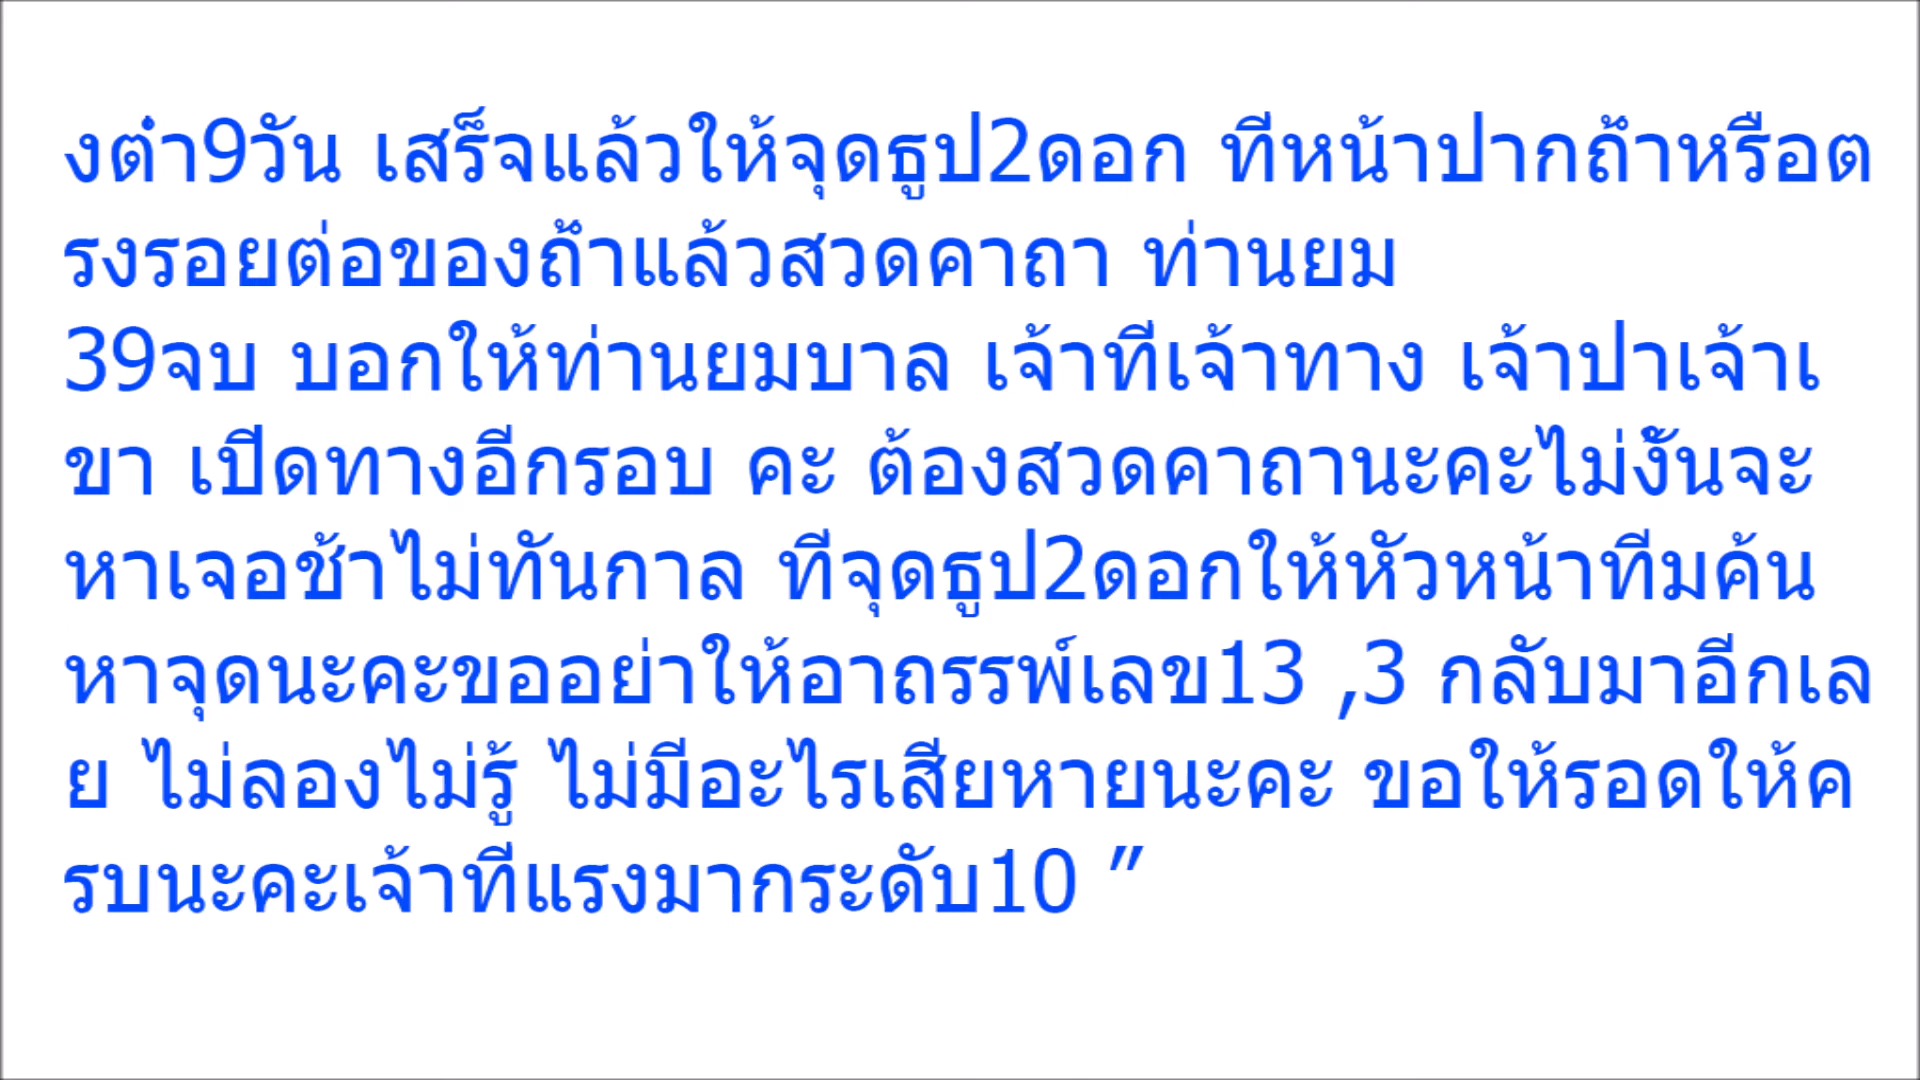 งต่ำ9วัน เสร็จแล้วให้จุดธูป2ดอก ที่หน้าปากถ้ำหรือต
รงรอยต่อของถ้ำแล้วสวดคาถา ท่านยม
39จบ บอกให้ท่านยมบาล เจ้าที่เจ้าทาง เจ้าป่าเจ้าเ
ขา เปิดทางอีกรอบ คะ ต้องสวดคาถานะคะไม่งั้นจะ
หาเจอช้าไม่ทันกาล ที่จุดธูป2ดอกให้หัวหน้าทีมค้น
หาจุดนะคะขออย่าให้อาถรรพ์เลข13 ,3 กลับมาอีกเล
ย ไม่ลองไม่รู้ ไม่มีอะไรเสียหายนะคะ ขอให้รอดให้ค
รบนะคะเจ้าที่แรงมากระดับ10 ”